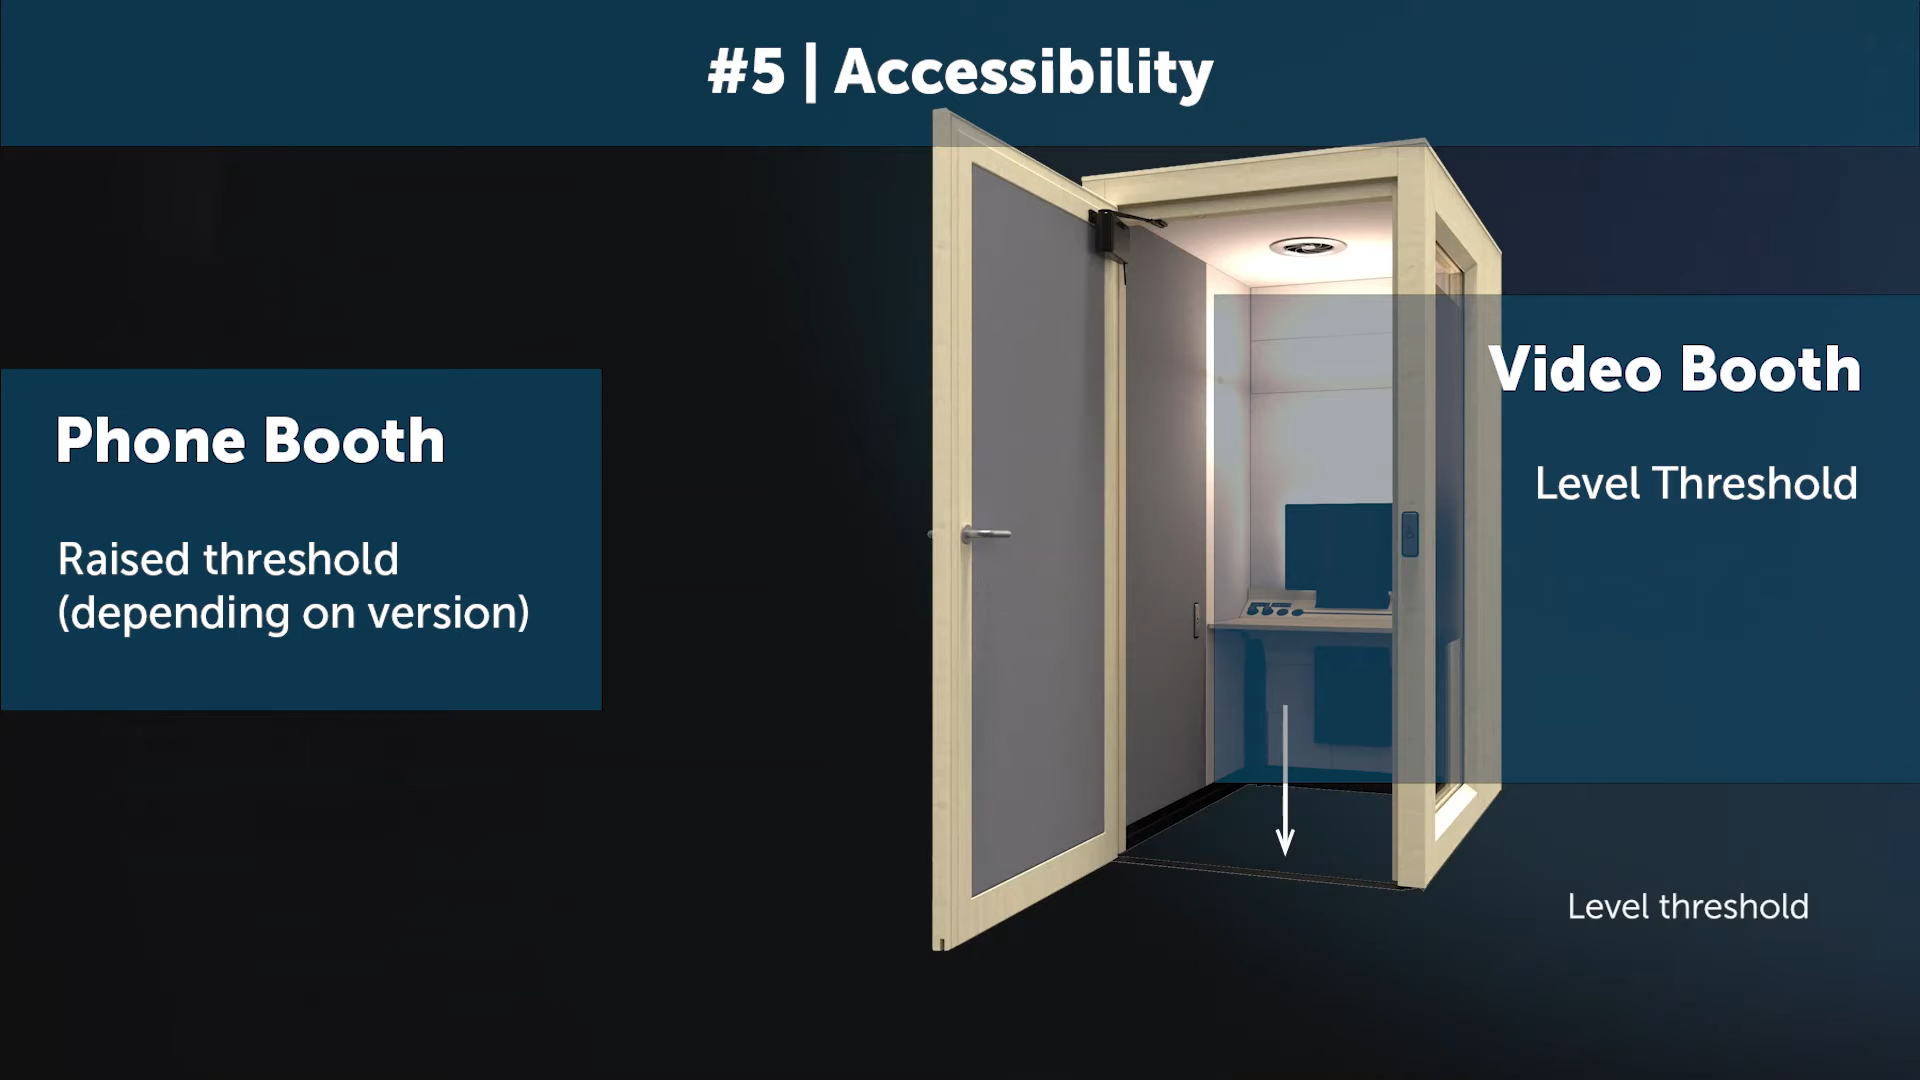 #5 | Accessibility
Phone Booth
Raised threshold
(depending on version)
Video Booth
Level Threshold
Level threshold